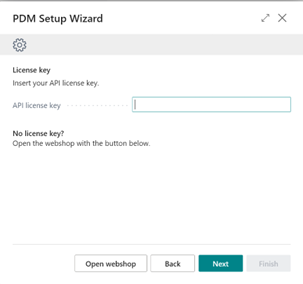 PDM Setup Wizard
License key
Insert your API license key.
API license key
No license key?
Open the webshop with the button below.
Open webshop
Back
Next
Finish